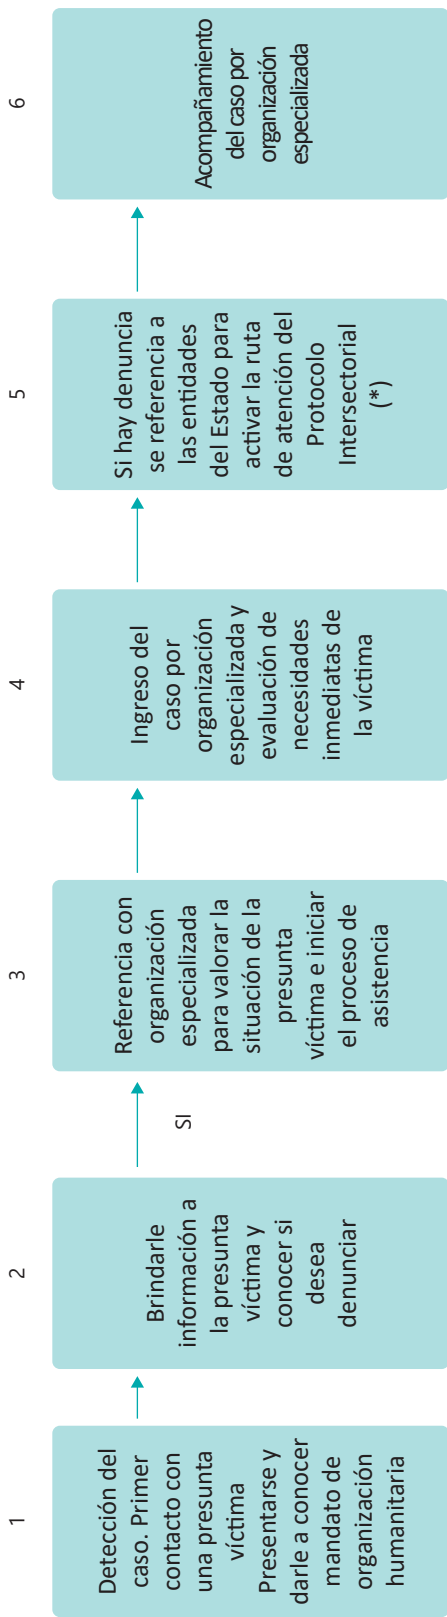 1
Detección del
caso. Primer
contacto con
una presunta
víctima
Presentarse y
darle a conocer
mandato de
organización
humanitaria
2
Brindarle
información a
la presunta
víctima y
conocer si
desea
denunciar
SI
3
Referencia con
organización
especializada
para valorar la
situación de la
presunta
víctima e iniciar
el proceso de
asistencia
4
Ingreso del
caso por
organización
especializada y
evaluación de
necesidades
inmediatas de
la víctima
5
Si hay denuncia
se referencia a
las entidades
del Estado para
activar la ruta
de atención del
Protocolo
Intersectorial
(*)
6
Acompañamiento
del caso por
organización
especializada